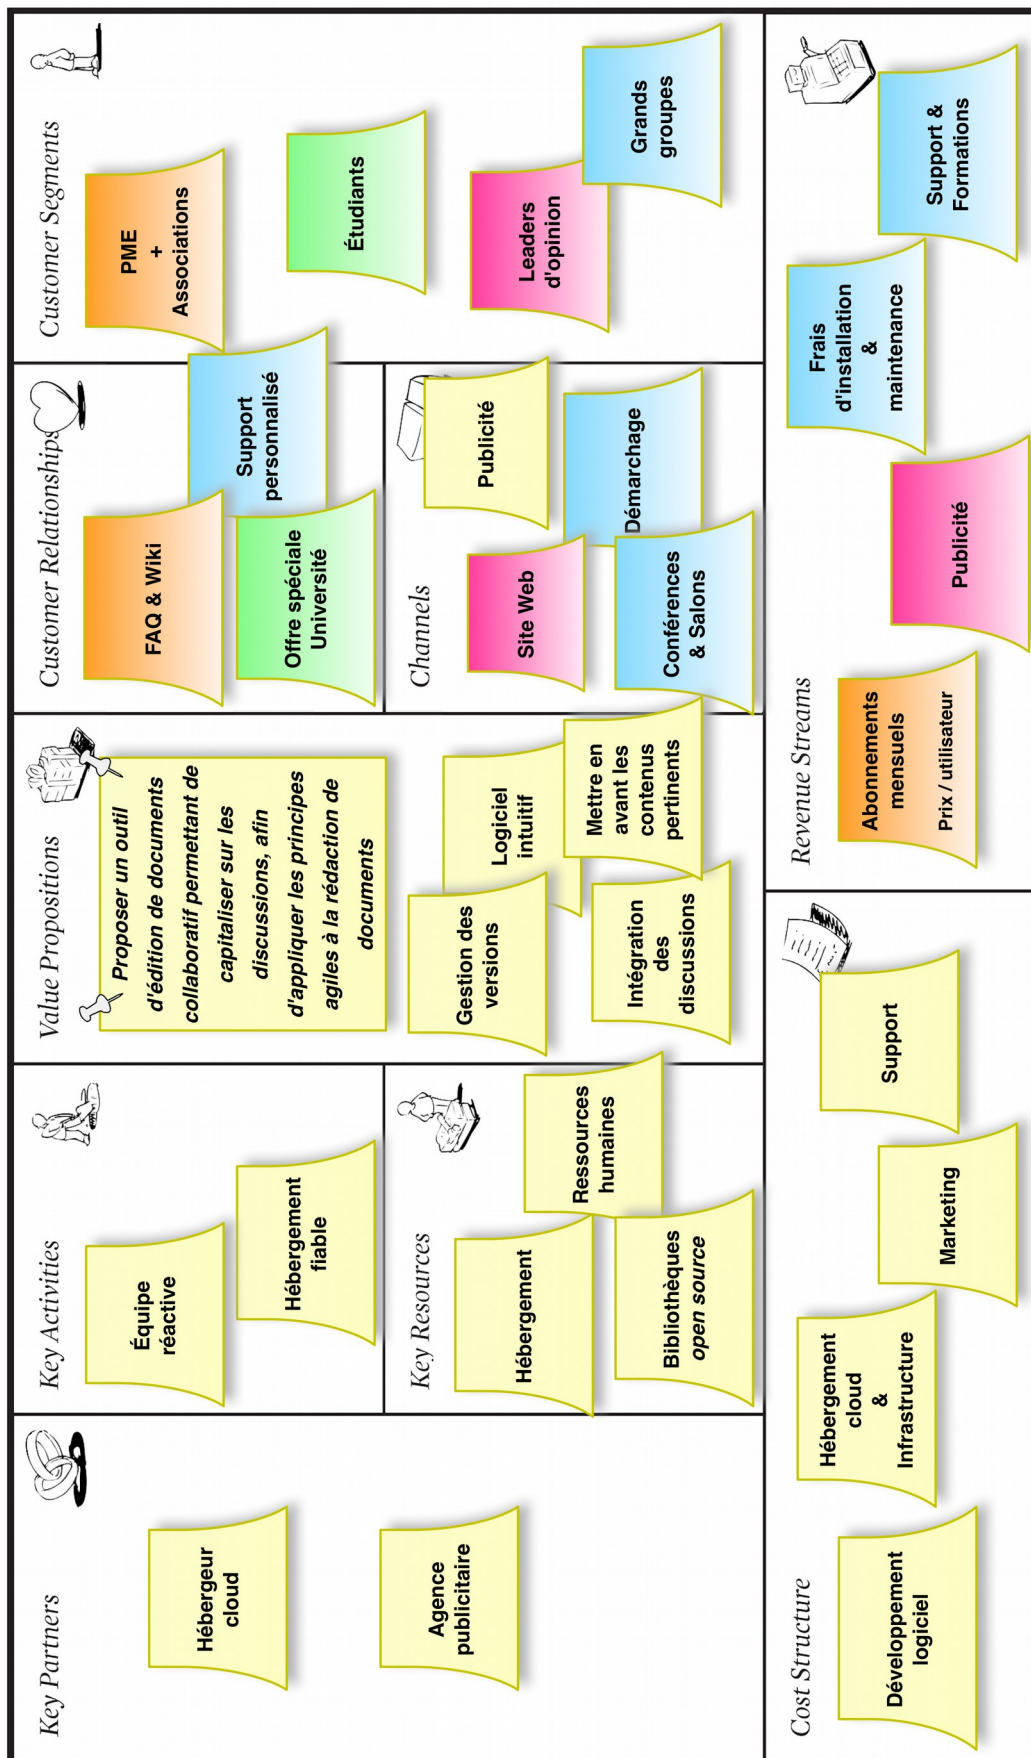 Key Partners
Hébergeur
cloud
Agence
publicitaire
Key Activities
Équipe
réactive
Hébergement
fiable
Key Resources
Hébergement
Ressources
humaines
Bibliothèques
open source
Value Propositions
Proposer un outil
d'édition de documents
collaboratif permettant de
capitaliser sur les
discussions, afin
d'appliquer les principes
agiles à la rédaction de
documents
Gestion des
versions
Logiciel
intuitif
Intégration
des
discussions
Mettre en
avant les
contenus
pertinents
Customer Relationships
FAQ & Wiki
Support
personnalisé
Offre spéciale
Université
Channels
Publicité
Site Web
Démarchage
Conférences
& Salons
Customer Segments
PME
+
Associations
Étudiants
Leaders
d'opinion
Grands
groupes
Cost Structure
Développement
logiciel
Hébergement
cloud
&
Infrastructure
Marketing
Support
Revenue Streams
Abonnements
mensuels
Prix / utilisateur
Publicité
Frais
d'installation
&
maintenance
Support &
Formations